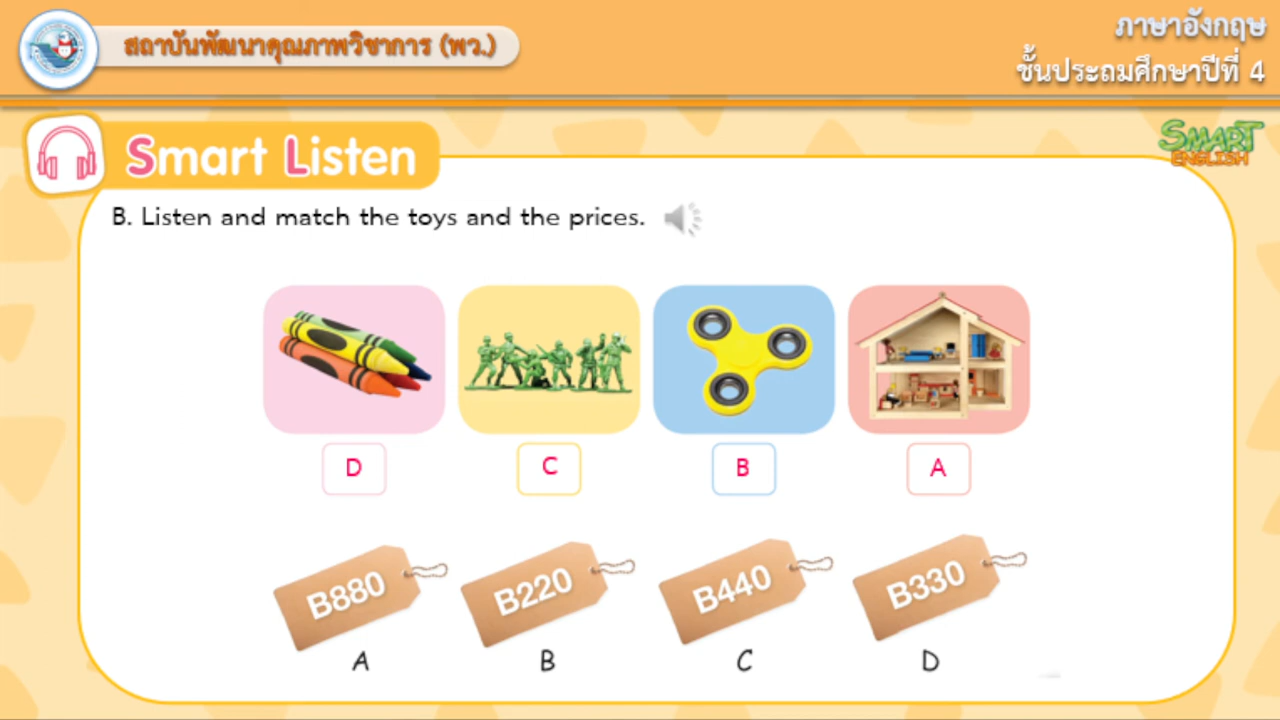 สถาบันพัฒนาคุณภาพวิชาการ (พว.)
ภาษาอังกฤษ
ชั้นประถมศึกษาปีที่ 4
Smart Listen
SMART
ENGLISH
B. Listen and match the toys and the prices.
D C B A
B880 B220 B440 B330
A B C D